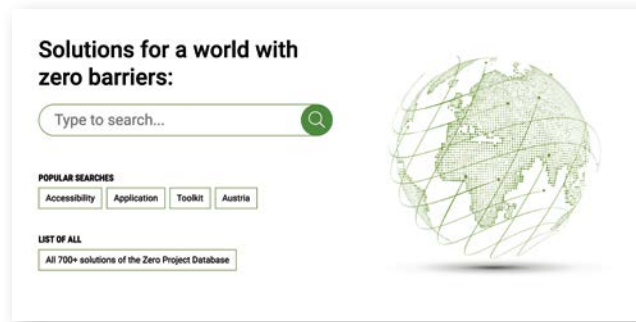 Solutions for a world with
zero barriers:
Type to search...
POPULAR SEARCHES
Accessibility Application Toolkit Austria
LIST OF ALL
All 700+ solutions of the Zero Project Database